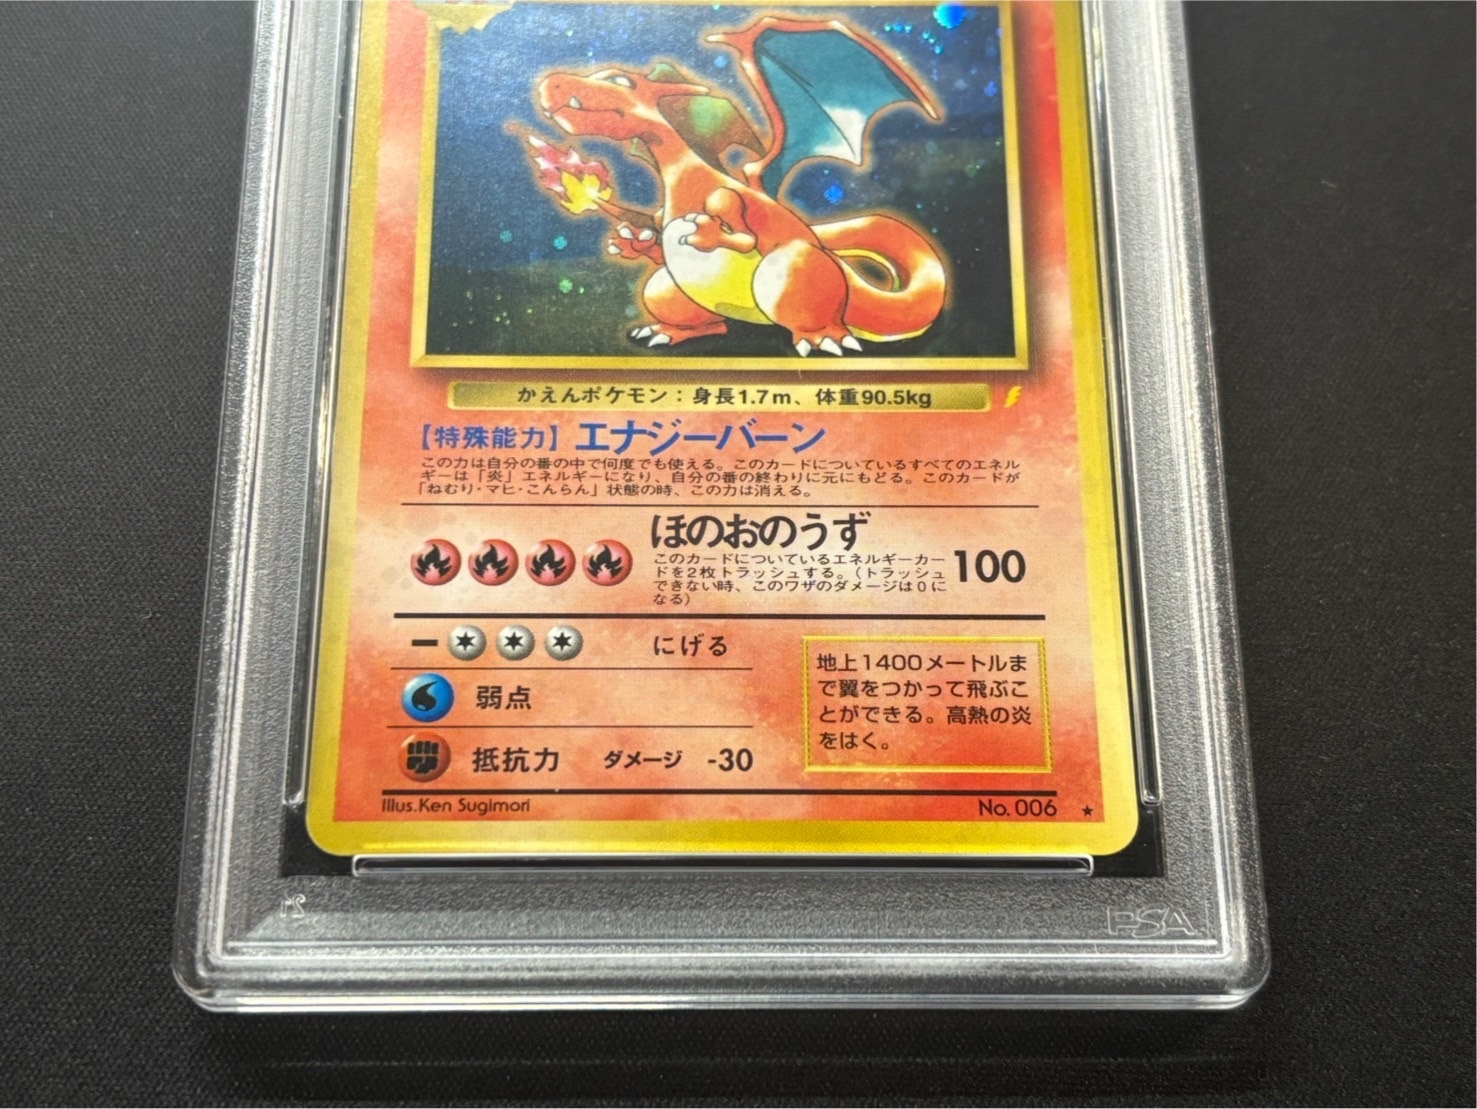 かえんポケモン：身長1.7m、体重90.5kg
【特殊能力】エナジーバーン
この力は自分の番の中で何度でも使える。このカードについているすべてのエネル
ギーは「炎」エネルギーになり、自分の番の終わりに元にもどる。このカードが
「ねむり・マヒ・こんらん」状態の時、この力は消える。
ほのおのうず
このカードについているエネルギーカー
ドを2枚トラッシュする。（トラッシュ
できない時、このワザのダメージは0に
なる）
100
にげる
弱点
抵抗力 ダメージ -30
地上1400メートルま
で翼をつかって飛ぶこ
とができる。高熱の炎
をはく。
Illus.Ken Sugimori
No. 006 ★
PSA